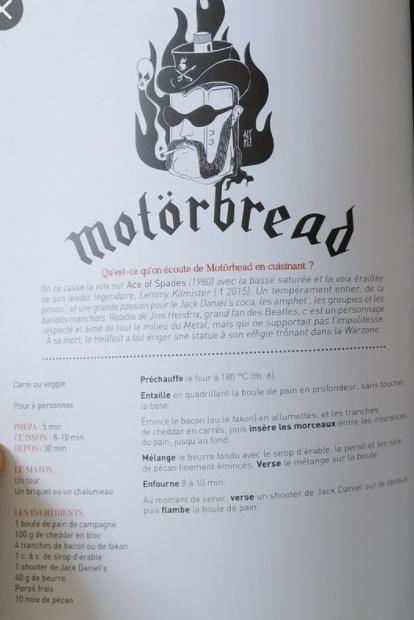 motörbread
Qu'est-ce qu'on écoute de Motörhead en cuisinant ?
On se casse la voix sur Ace of Spades (1980) avec la basse saturée et la voix éraillée
de son leader légendaire, Lemmy Kilmister († 2015). Un tempérament entier, de la
provoc', et une grande passion pour le Jack Daniel's coca, les amphet', les groupies et les
bandits manchots. Roadie de Jimi Hendrix, grand fan des Beatles, c'est un personnage
respecté et aimé de tout le milieu du Metal, mais qui ne supportait pas l'impolitesse.
À sa mort, le Hellfest a fait ériger une statue à son effigie trônant dans la Warzone.
Carni ou veggie
Pour 6 personnes
PRÉPA : 5 min
CUISSON : 8-10 min
REPOS : 30 min
LE MATOS
Un four
Un briquet ou un chalumeau
LES INGRÉDIENTS
1 boule de pain de campagne
100 g de cheddar en bloc
4 tranches de bacon ou de fakon
1 c. à s. de sirop d'érable
1 shooter de Jack Daniel's
40 g de beurre
Persil frais
10 noix de pécan
Préchauffe le four à 180 °C (th. 6).
Entaille en quadrillant la boule de pain en profondeur, sans toucher
la base.
Émince le bacon (ou le fakon) en allumettes, et les tranches
de cheddar en carrés, puis insère les morceaux entre les interstices
du pain, jusqu'au fond.
Mélange le beurre fondu avec le sirop d'érable, le persil et les noix
de pécan finement émincés. Verse le mélange sur la boule.
Enfourne 8 à 10 min.
Au moment de servir, verse un shooter de Jack Daniel sur le dessus
puis flambe la boule de pain.